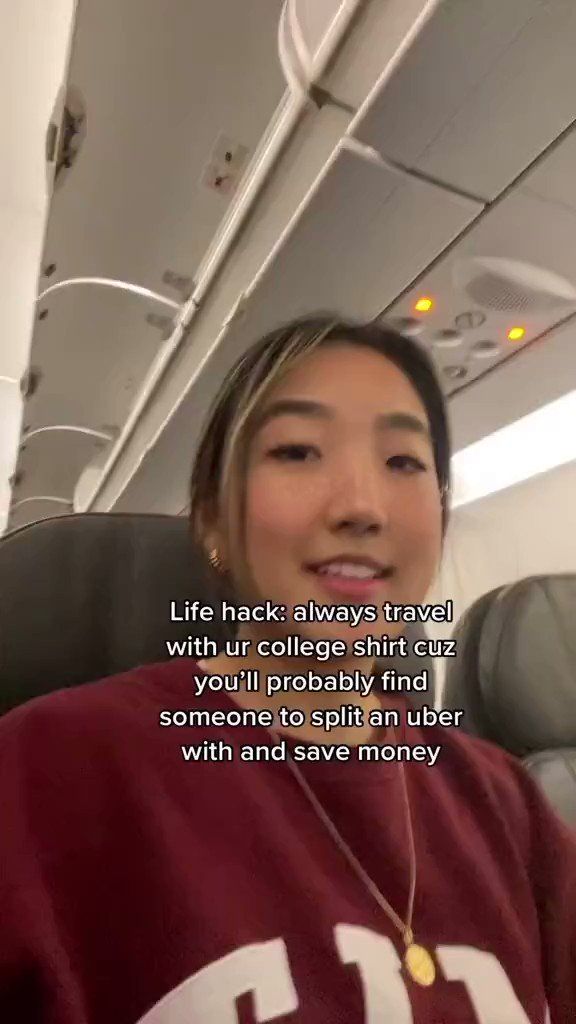 Life hack: always travel
with ur college shirt cuz
you’ll probably find
someone to split an uber
with and save money